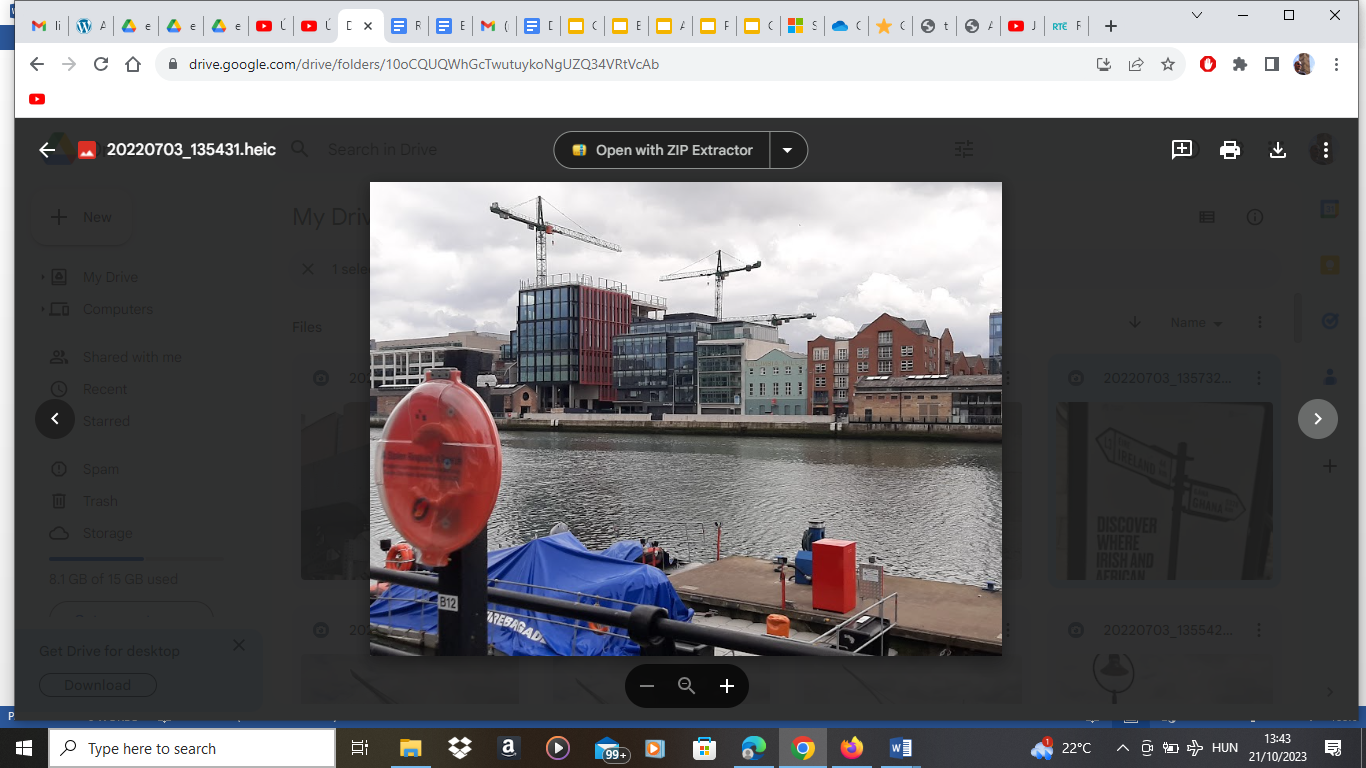 drive.google.com/drive/folders/10oCQUQWhGcTwutuykoNgUZQ34VRtVcAb
20220703_135431.heic
Search in Drive
Open with ZIP Extractor
New
My Drive
Computers
Shared with me
Recent
Starred
Spam
Trash
Storage
8.1 GB of 15 GB used
Get Drive for desktop
Download
Files
Name
20220703_135732...
IRELAND
GHANA
DISCOVER
WHERE
IRISH AND
AFRICAN
20220703_135542...
B12
Type here to search
99+
22°C
HUN
13:43
21/10/2023